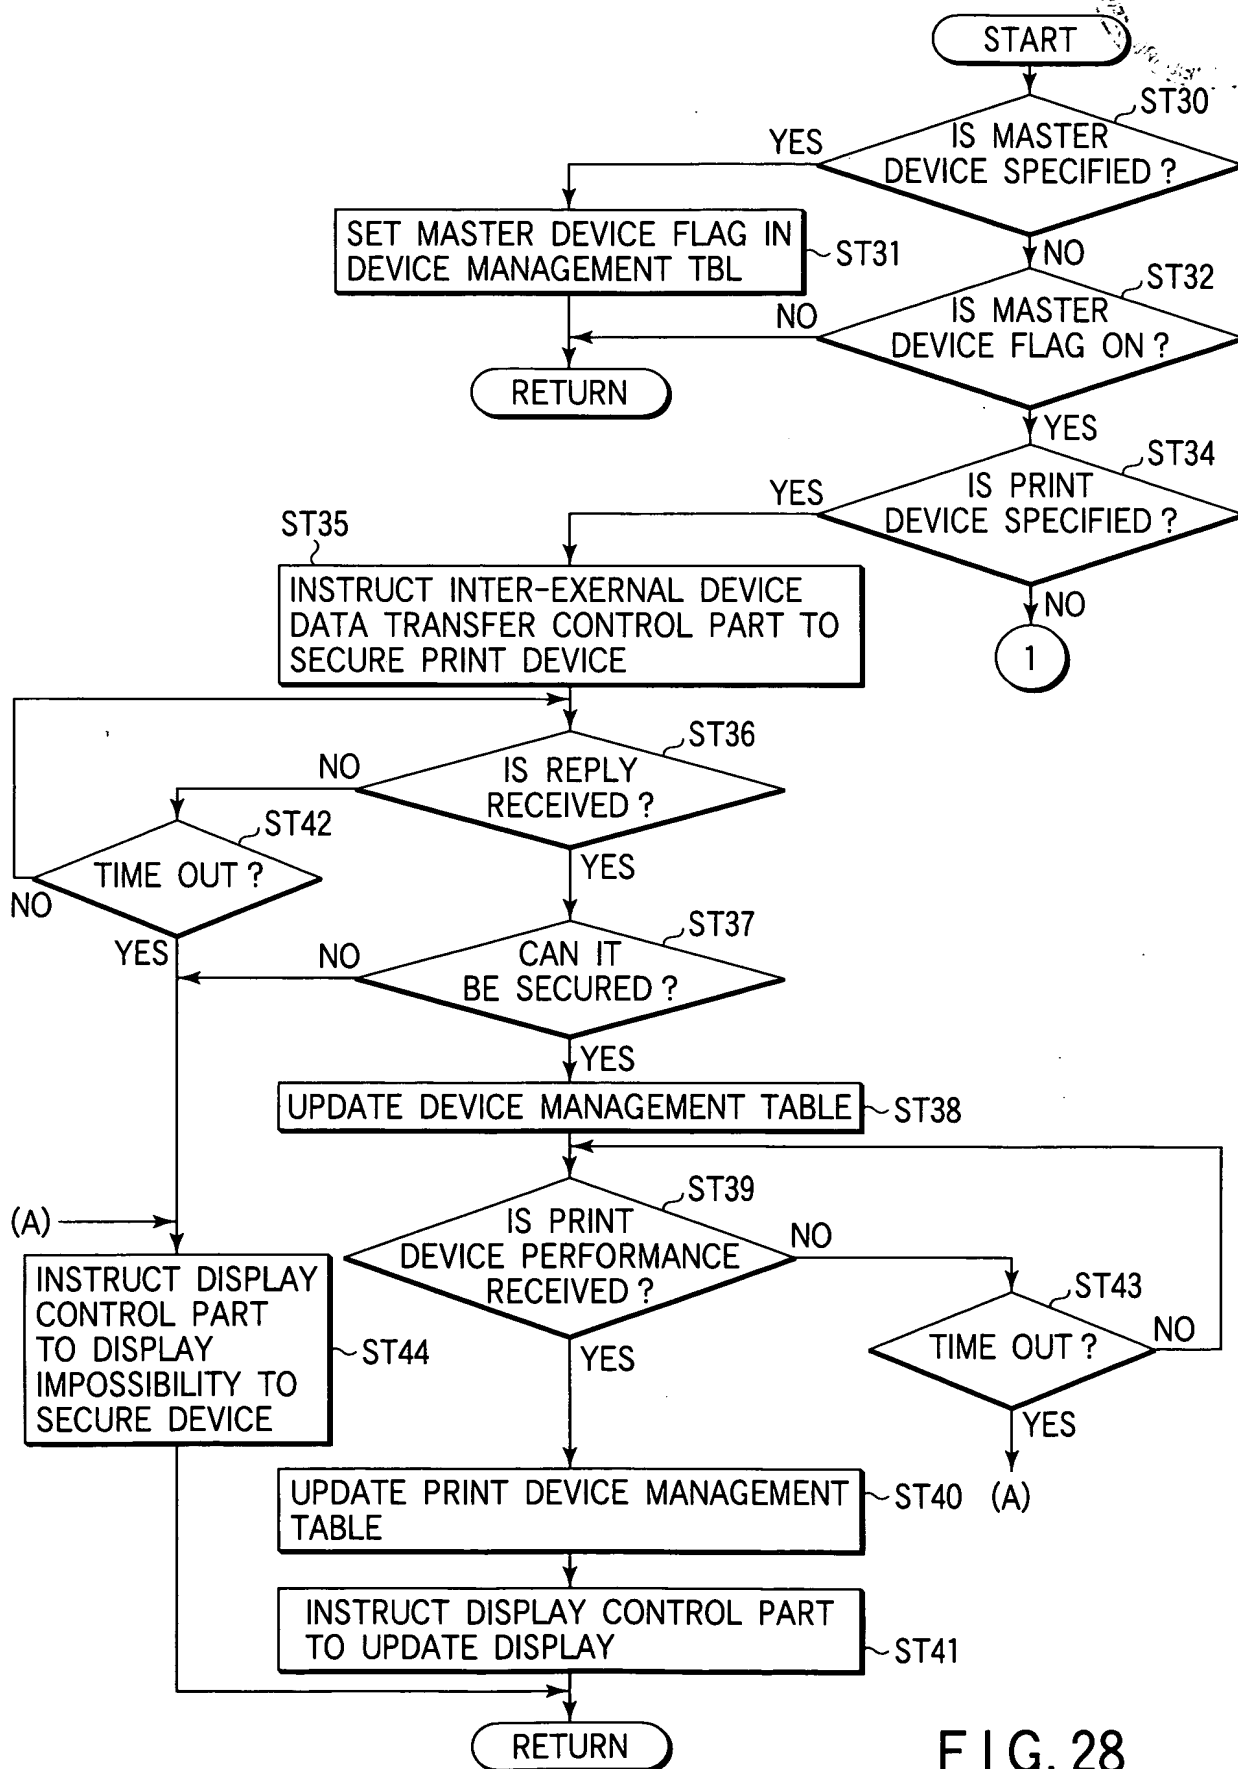 START
ST30
IS MASTER
DEVICE SPECIFIED?
YES
NO
SET MASTER DEVICE FLAG IN
DEVICE MANAGEMENT TBL
ST31
ST32
IS MASTER
DEVICE FLAG ON?
NO
YES
RETURN
ST34
IS PRINT
DEVICE SPECIFIED?
YES
NO
1
ST35
INSTRUCT INTER-EXERNAL DEVICE
DATA TRANSFER CONTROL PART TO
SECURE PRINT DEVICE
ST36
IS REPLY
RECEIVED?
NO
YES
ST42
TIME OUT?
NO
YES
ST37
CAN IT
BE SECURED?
NO
YES
UPDATE DEVICE MANAGEMENT TABLE
ST38
ST39
IS PRINT
DEVICE PERFORMANCE
RECEIVED?
NO
YES
ST43
TIME OUT?
NO
YES
(A)
(A)
INSTRUCT DISPLAY
CONTROL PART
TO DISPLAY
IMPOSSIBILITY TO
SECURE DEVICE
ST44
UPDATE PRINT DEVICE MANAGEMENT
TABLE
ST40
INSTRUCT DISPLAY CONTROL PART
TO UPDATE DISPLAY
ST41
RETURN
FIG. 28